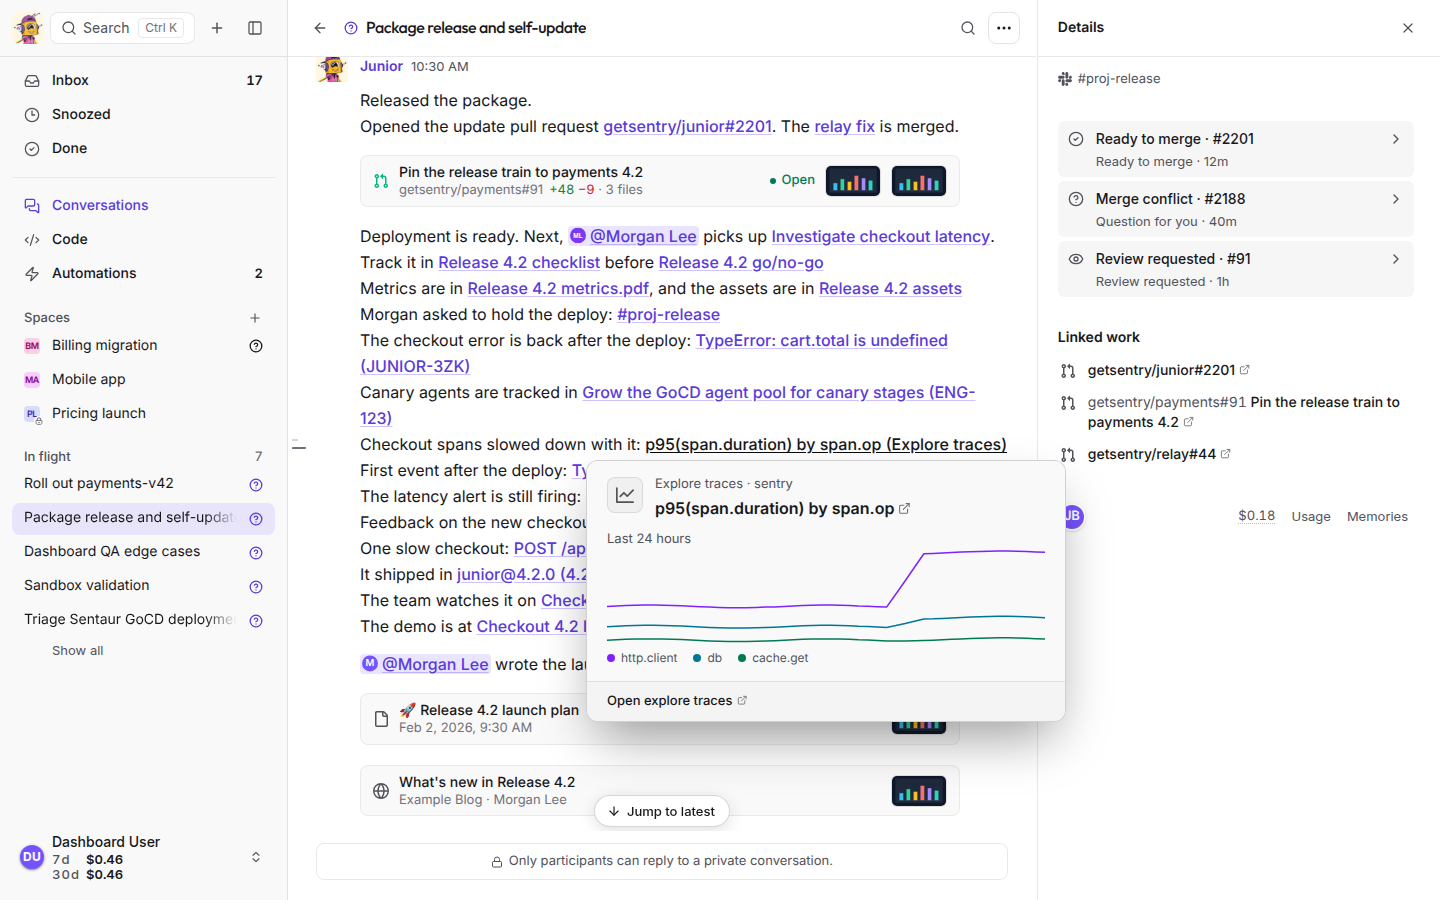 Search Ctrl K
Inbox 17
Snoozed
Done
Conversations
Code
Automations 2
Spaces
BM Billing migration
MA Mobile app
PL Pricing launch
In flight 7
Roll out payments-v42
Package release and self-updat
Dashboard QA edge cases
Sandbox validation
Triage Sentaur GoCD deployme
Show all
DU Dashboard User
7d $0.46
30d $0.46
Package release and self-update
Junior 10:30 AM
Released the package.
Opened the update pull request getsentry/junior#2201. The relay fix is merged.
Pin the release train to payments 4.2
getsentry/payments#91 +48 −9 · 3 files
Open
Deployment is ready. Next, ML @Morgan Lee picks up Investigate checkout latency.
Track it in Release 4.2 checklist before Release 4.2 go/no-go
Metrics are in Release 4.2 metrics.pdf, and the assets are in Release 4.2 assets
Morgan asked to hold the deploy: #proj-release
The checkout error is back after the deploy: TypeError: cart.total is undefined
(JUNIOR-3ZK)
Canary agents are tracked in Grow the GoCD agent pool for canary stages (ENG-
123)
Checkout spans slowed down with it: p95(span.duration) by span.op (Explore traces)
First event after the deploy: Ty
The latency alert is still firing:
Feedback on the new checkou
One slow checkout: POST /ap
It shipped in junior@4.2.0 (4.2
The team watches it on Check
The demo is at Checkout 4.2 l
M @Morgan Lee wrote the lau
🚀 Release 4.2 launch plan
Feb 2, 2026, 9:30 AM
What's new in Release 4.2
Example Blog · Morgan Lee
Jump to latest
Only participants can reply to a private conversation.
Explore traces · sentry
p95(span.duration) by span.op
Last 24 hours
http.client db cache.get
Open explore traces
Details
#proj-release
Ready to merge · #2201
Ready to merge · 12m
Merge conflict · #2188
Question for you · 40m
Review requested · #91
Review requested · 1h
Linked work
getsentry/junior#2201
getsentry/payments#91 Pin the release train to
payments 4.2
getsentry/relay#44
JB $0.18 Usage Memories